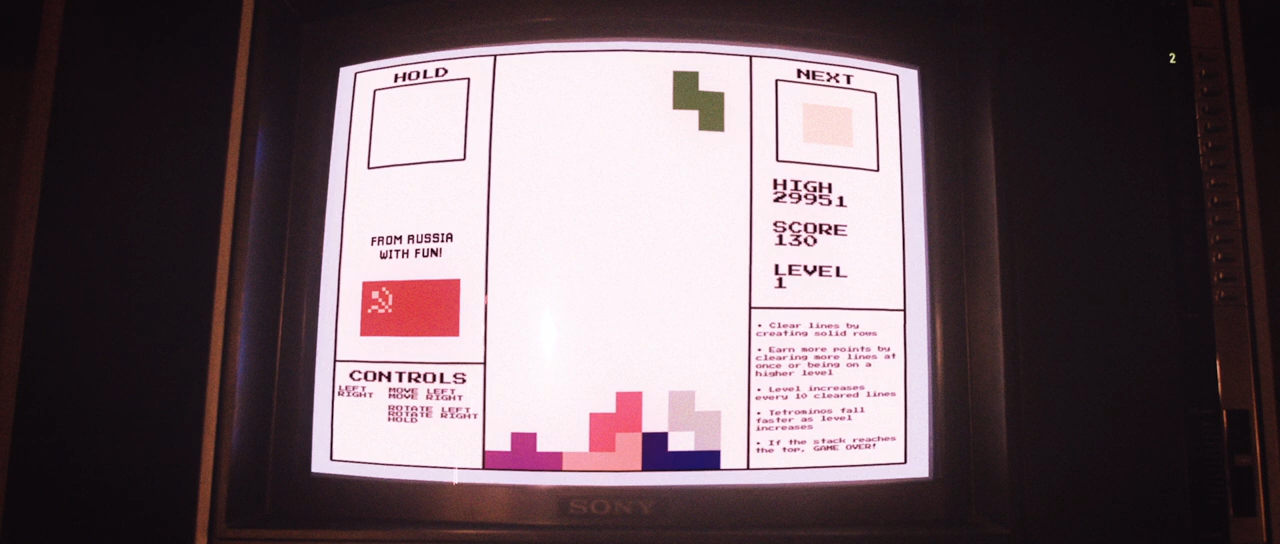 2
HOLD
FROM RUSSIA
WITH FUN!
CONTROLS
LEFT MOVE LEFT
RIGHT MOVE RIGHT
ROTATE LEFT
ROTATE RIGHT
HOLD
NEXT
HIGH
29951
SCORE
130
LEVEL
1
• Clear lines by
creating solid rows
• Earn more points by
clearing more lines at
once or being on a
higher level
• Level increases
every 10 cleared lines
• Tetrominos fall
faster as level
increases
• If the stack reaches
the top, GAME OVER!
SONY